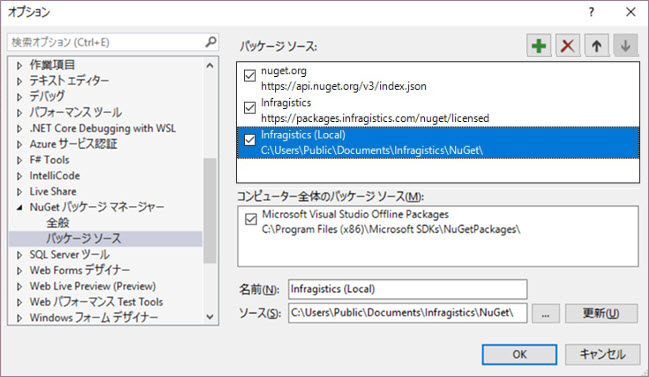 オプション
? ×
検索オプション (Ctrl+E)
作業項目
テキスト エディター
デバッグ
パフォーマンス ツール
.NET Core Debugging with WSL
Azure サービス認証
F# Tools
IntelliCode
Live Share
NuGet パッケージ マネージャー
全般
パッケージ ソース
SQL Server ツール
Web Forms デザイナー
Web Live Preview (Preview)
Web パフォーマンス Test Tools
Windows フォーム デザイナー
パッケージ ソース:
nuget.org
https://api.nuget.org/v3/index.json
Infragistics
https://packages.infragistics.com/nuget/licensed
Infragistics (Local)
C:\Users\Public\Documents\Infragistics\NuGet\
コンピューター全体のパッケージ ソース(M):
Microsoft Visual Studio Offline Packages
C:\Program Files (x86)\Microsoft SDKs\NuGetPackages\
名前(N): Infragistics (Local)
ソース(S): C:\Users\Public\Documents\Infragistics\NuGet\ ... 更新(U)
OK キャンセル